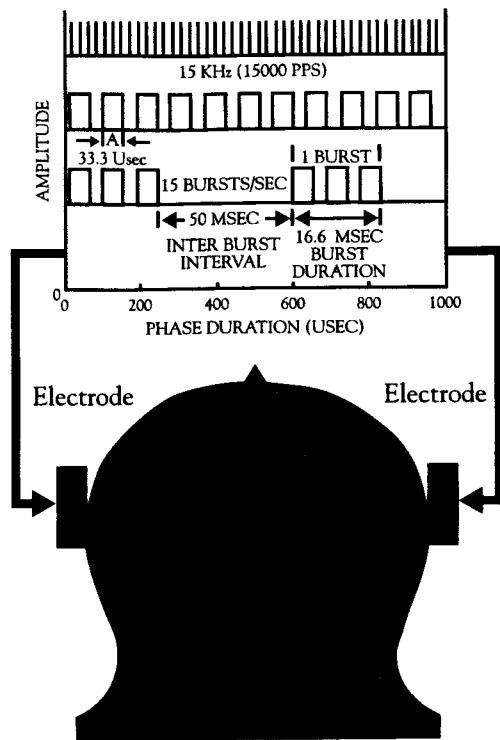 15 KHz (15000 PPS)
AMPLITUDE
A
33.3 Usec
1 BURST
15 BURSTS/SEC
50 MSEC
INTER BURST
INTERVAL
16.6 MSEC
BURST
DURATION
0
0 200 400 600 800 1000
PHASE DURATION (USEC)
Electrode
Electrode